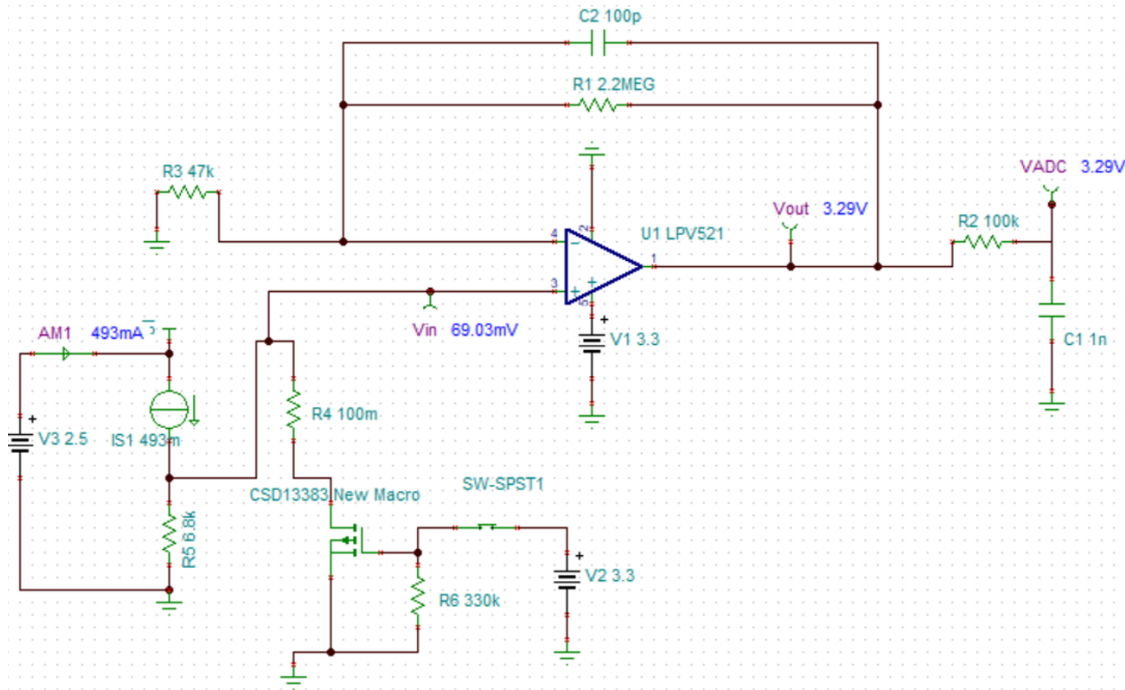 C2 100p
R1 2.2MEG
R3 47k
VADC 3.29V
Vout 3.29V
R2 100k
U1 LPV521
4
2
1
3
5
Vin 69.03mV
V1 3.3
C1 1n
AM1 493mA
R4 100m
V3 2.5
IS1 493m
CSD13383 New Macro
SW-SPST1
R5 6.8k
V2 3.3
R6 330k